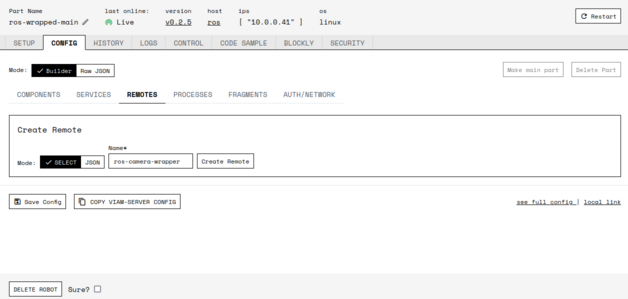 Part Name last online: version host ips os
ros-wrapped-main Live v0.2.5 ros [ "10.0.0.41" ] linux
Restart
SETUP CONFIG HISTORY LOGS CONTROL CODE SAMPLE BLOCKLY SECURITY
Mode: Builder Raw JSON Make main part Delete Part
COMPONENTS SERVICES REMOTES PROCESSES FRAGMENTS AUTH/NETWORK
Create Remote
Name*
Mode: SELECT JSON ros-camera-wrapper Create Remote
Save Config COPY VIAM-SERVER CONFIG see full config | local link
DELETE ROBOT Sure?